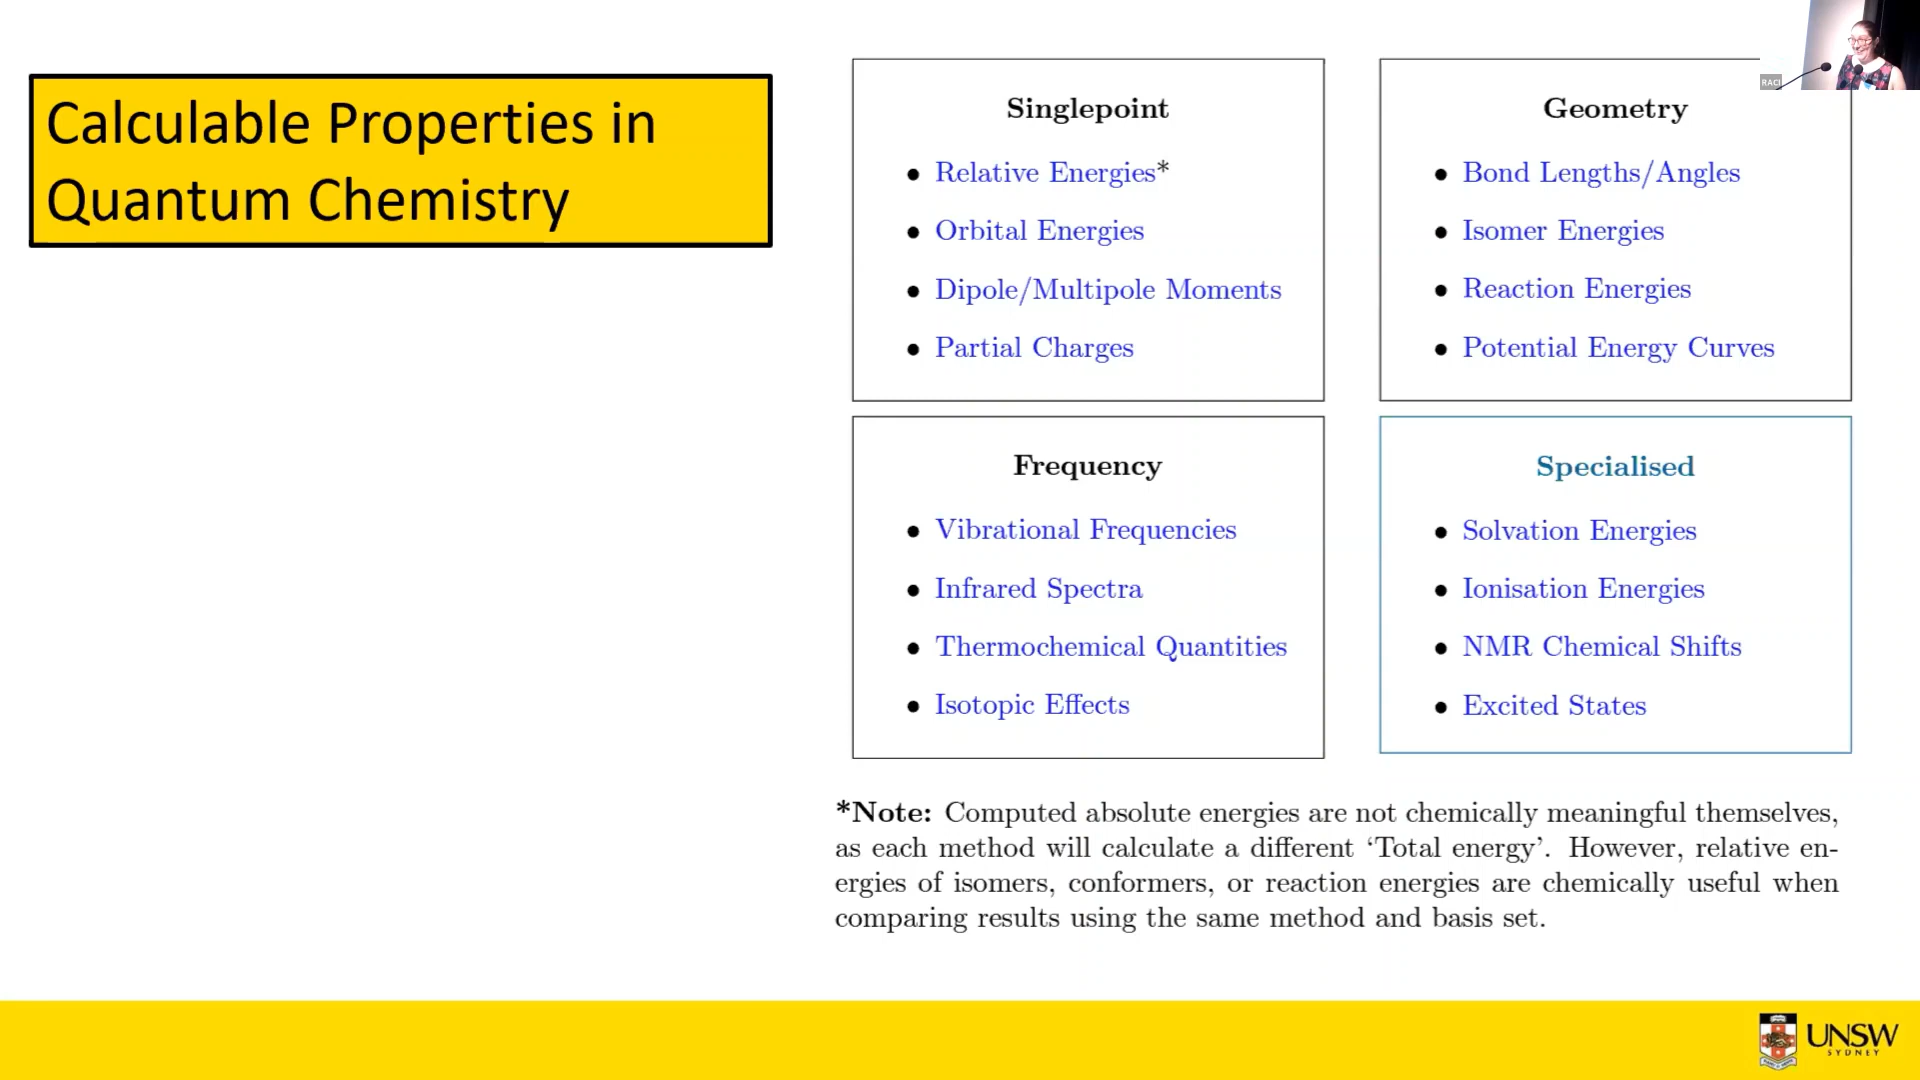 Calculable Properties in
Quantum Chemistry
Singlepoint
• Relative Energies*
• Orbital Energies
• Dipole/Multipole Moments
• Partial Charges
Geometry
• Bond Lengths/Angles
• Isomer Energies
• Reaction Energies
• Potential Energy Curves
Frequency
• Vibrational Frequencies
• Infrared Spectra
• Thermochemical Quantities
• Isotopic Effects
Specialised
• Solvation Energies
• Ionisation Energies
• NMR Chemical Shifts
• Excited States
*Note: Computed absolute energies are not chemically meaningful themselves,
as each method will calculate a different ‘Total energy’. However, relative en-
ergies of isomers, conformers, or reaction energies are chemically useful when
comparing results using the same method and basis set.
RACI
UNSW
SYDNEY